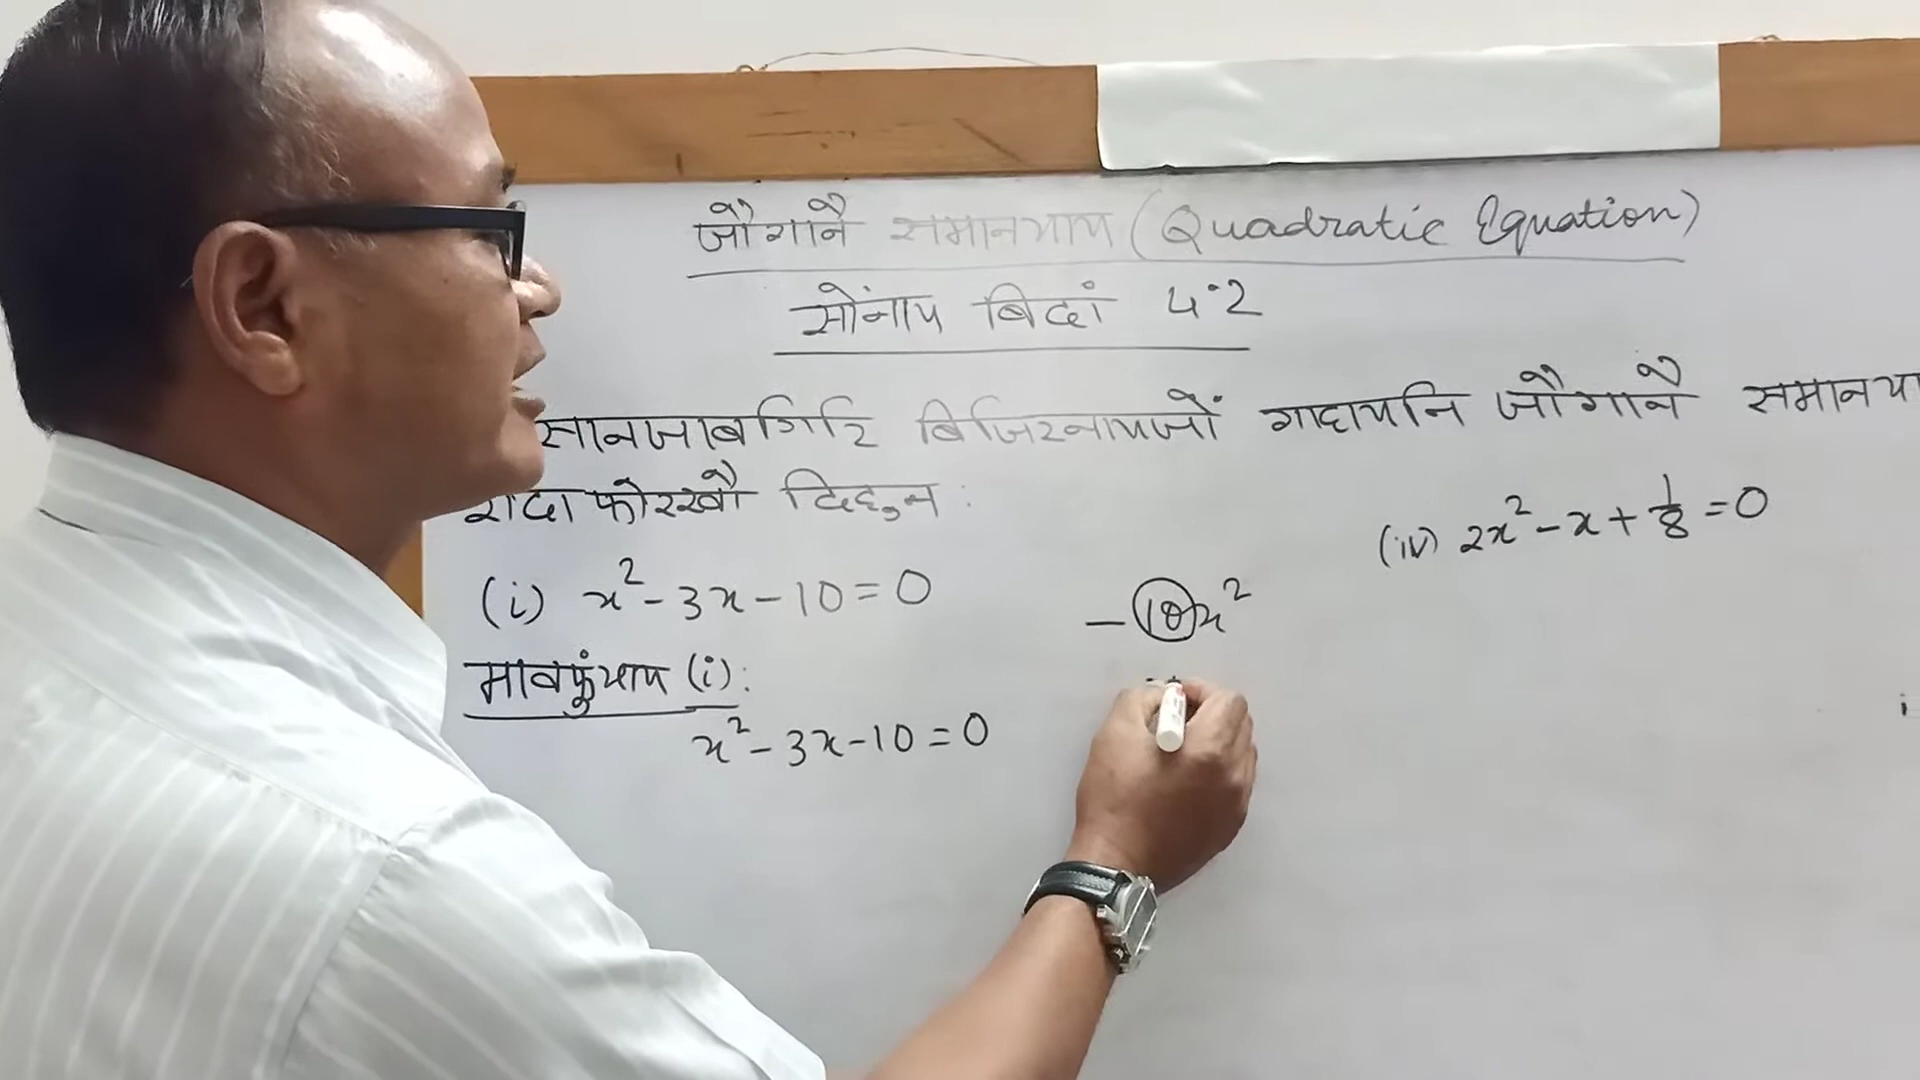 जौगानै समानथाय (Quadratic Equation)
सोंनाय बिदां 4.2
सानजाबगिरि बिजिरनायजों गाहायनि जौगानै समानथा
रोदाफोरखौ दिहुन :
(i) x² - 3x - 10 = 0
(iv) 2x² - x + 1/8 = 0
- 10x²
मावफुंथाय (i):
x² - 3x - 10 = 0